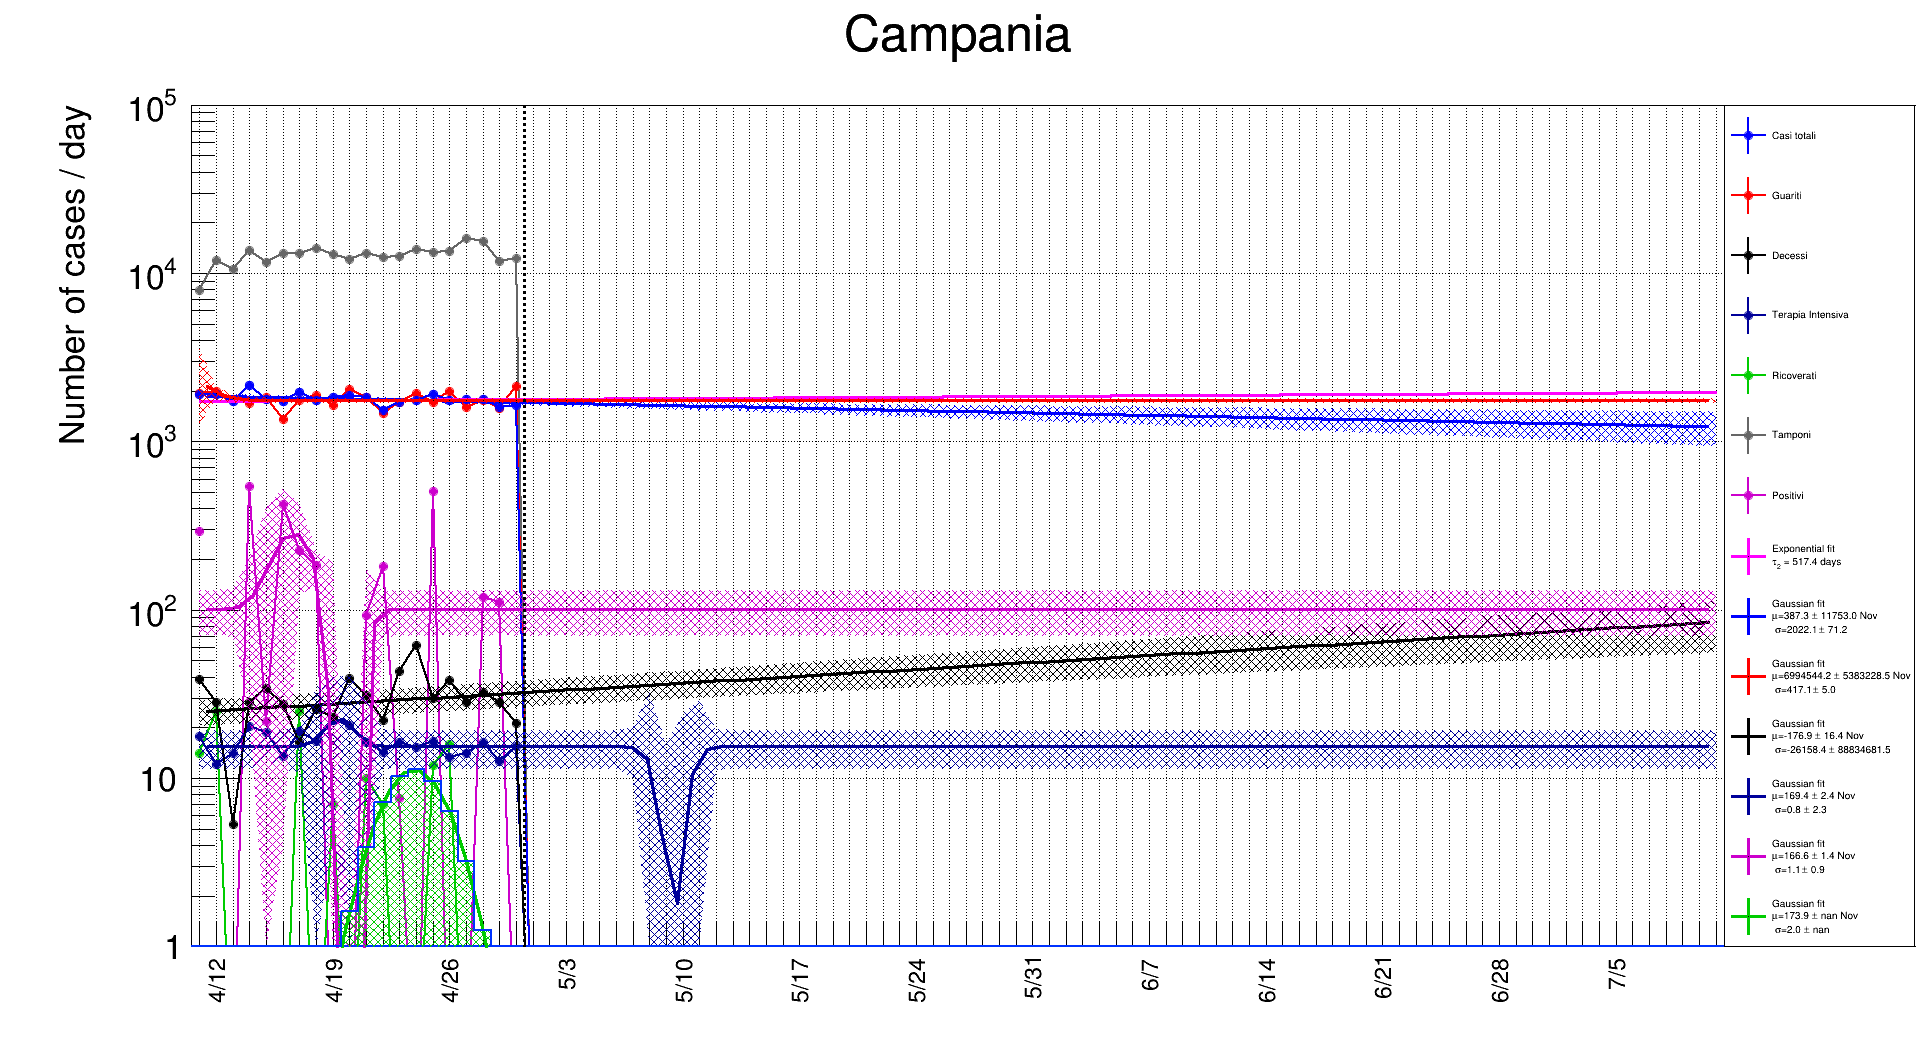 Campania
Number of cases / day
10^5
10^4
10^3
10^2
10
1
4/12
4/19
4/26
5/3
5/10
5/17
5/24
5/31
6/7
6/14
6/21
6/28
7/5
Casi totali
Guariti
Decessi
Terapia Intensiva
Ricoverati
Tamponi
Positivi
Exponential fit
τ₂ = 517.4 days
Gaussian fit
μ=387.3 ± 11753.0 Nov
σ=2022.1 ± 71.2
Gaussian fit
μ=6994544.2 ± 5383228.5 Nov
σ=417.1 ± 5.0
Gaussian fit
μ=-176.9 ± 16.4 Nov
σ=-26158.4 ± 88834681.5
Gaussian fit
μ=169.4 ± 2.4 Nov
σ=0.8 ± 2.3
Gaussian fit
μ=166.6 ± 1.4 Nov
σ=1.1 ± 0.9
Gaussian fit
μ=173.9 ± nan Nov
σ=2.0 ± nan